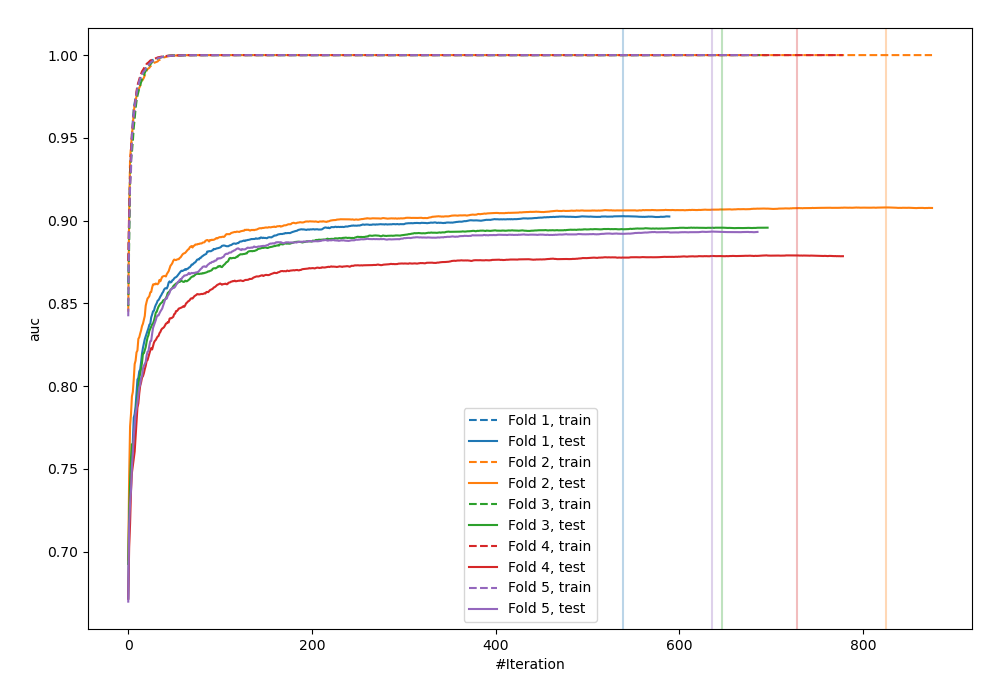 1.00
0.95
0.90
0.85
0.80
0.75
0.70
auc
Fold 1, train
Fold 1, test
Fold 2, train
Fold 2, test
Fold 3, train
Fold 3, test
Fold 4, train
Fold 4, test
Fold 5, train
Fold 5, test
0 200 400 600 800
#Iteration